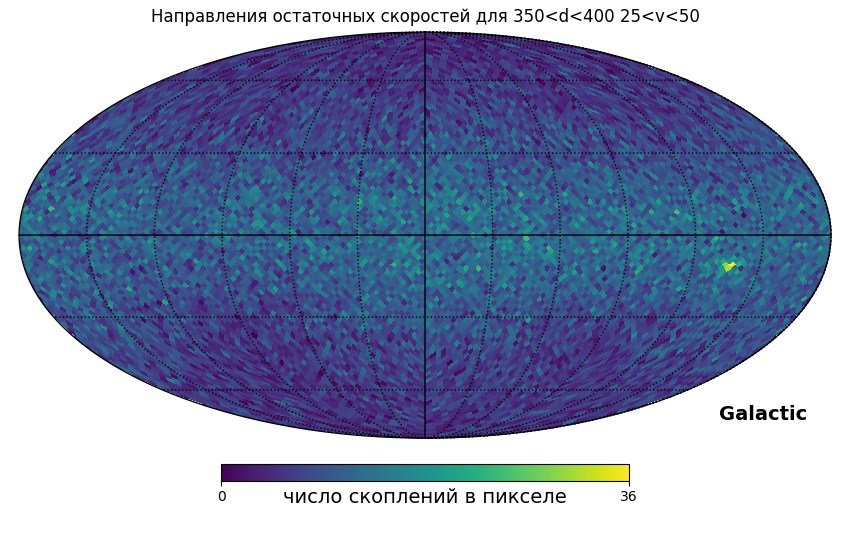 Направления остаточных скоростей для 350<d<400 25<v<50
Galactic
0 36
число скоплений в пикселе